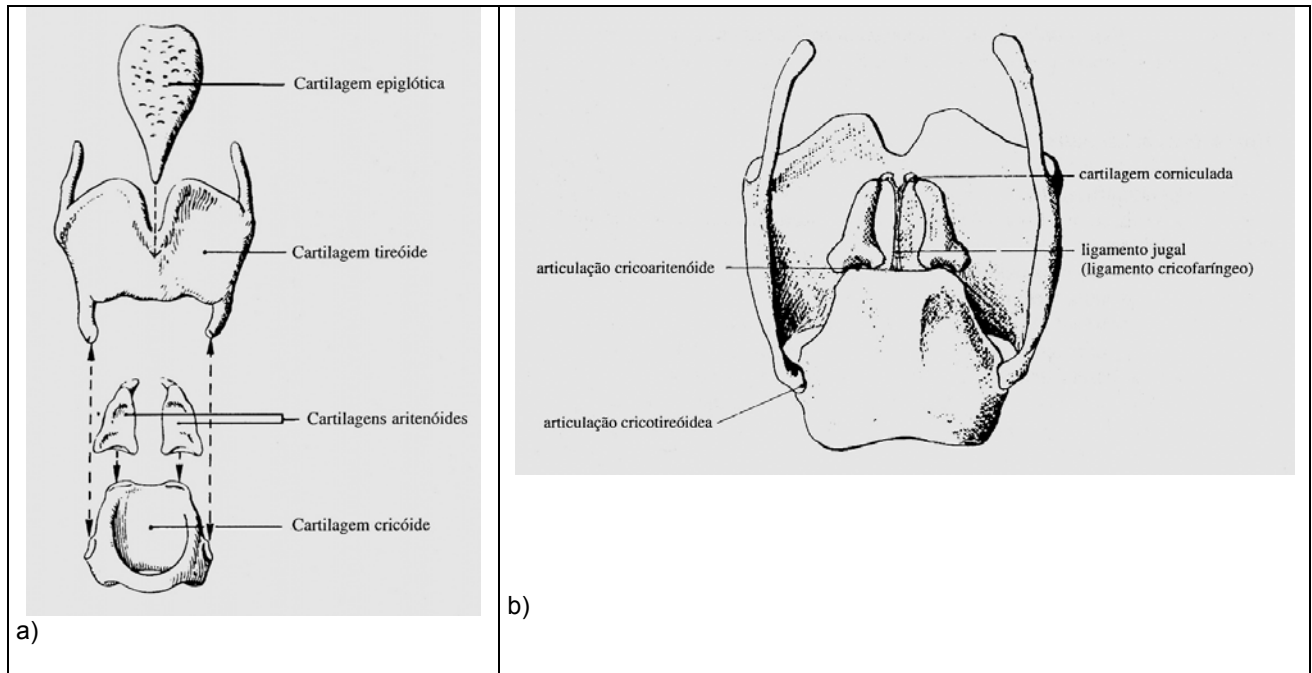 Cartilagem epiglótica
Cartilagem tireóide
Cartilagens aritenóides
Cartilagem cricóide
a)
cartilagem corniculada
articulação cricoaritenóide
ligamento jugal
(ligamento cricofaríngeo)
articulação cricotireóidea
b)